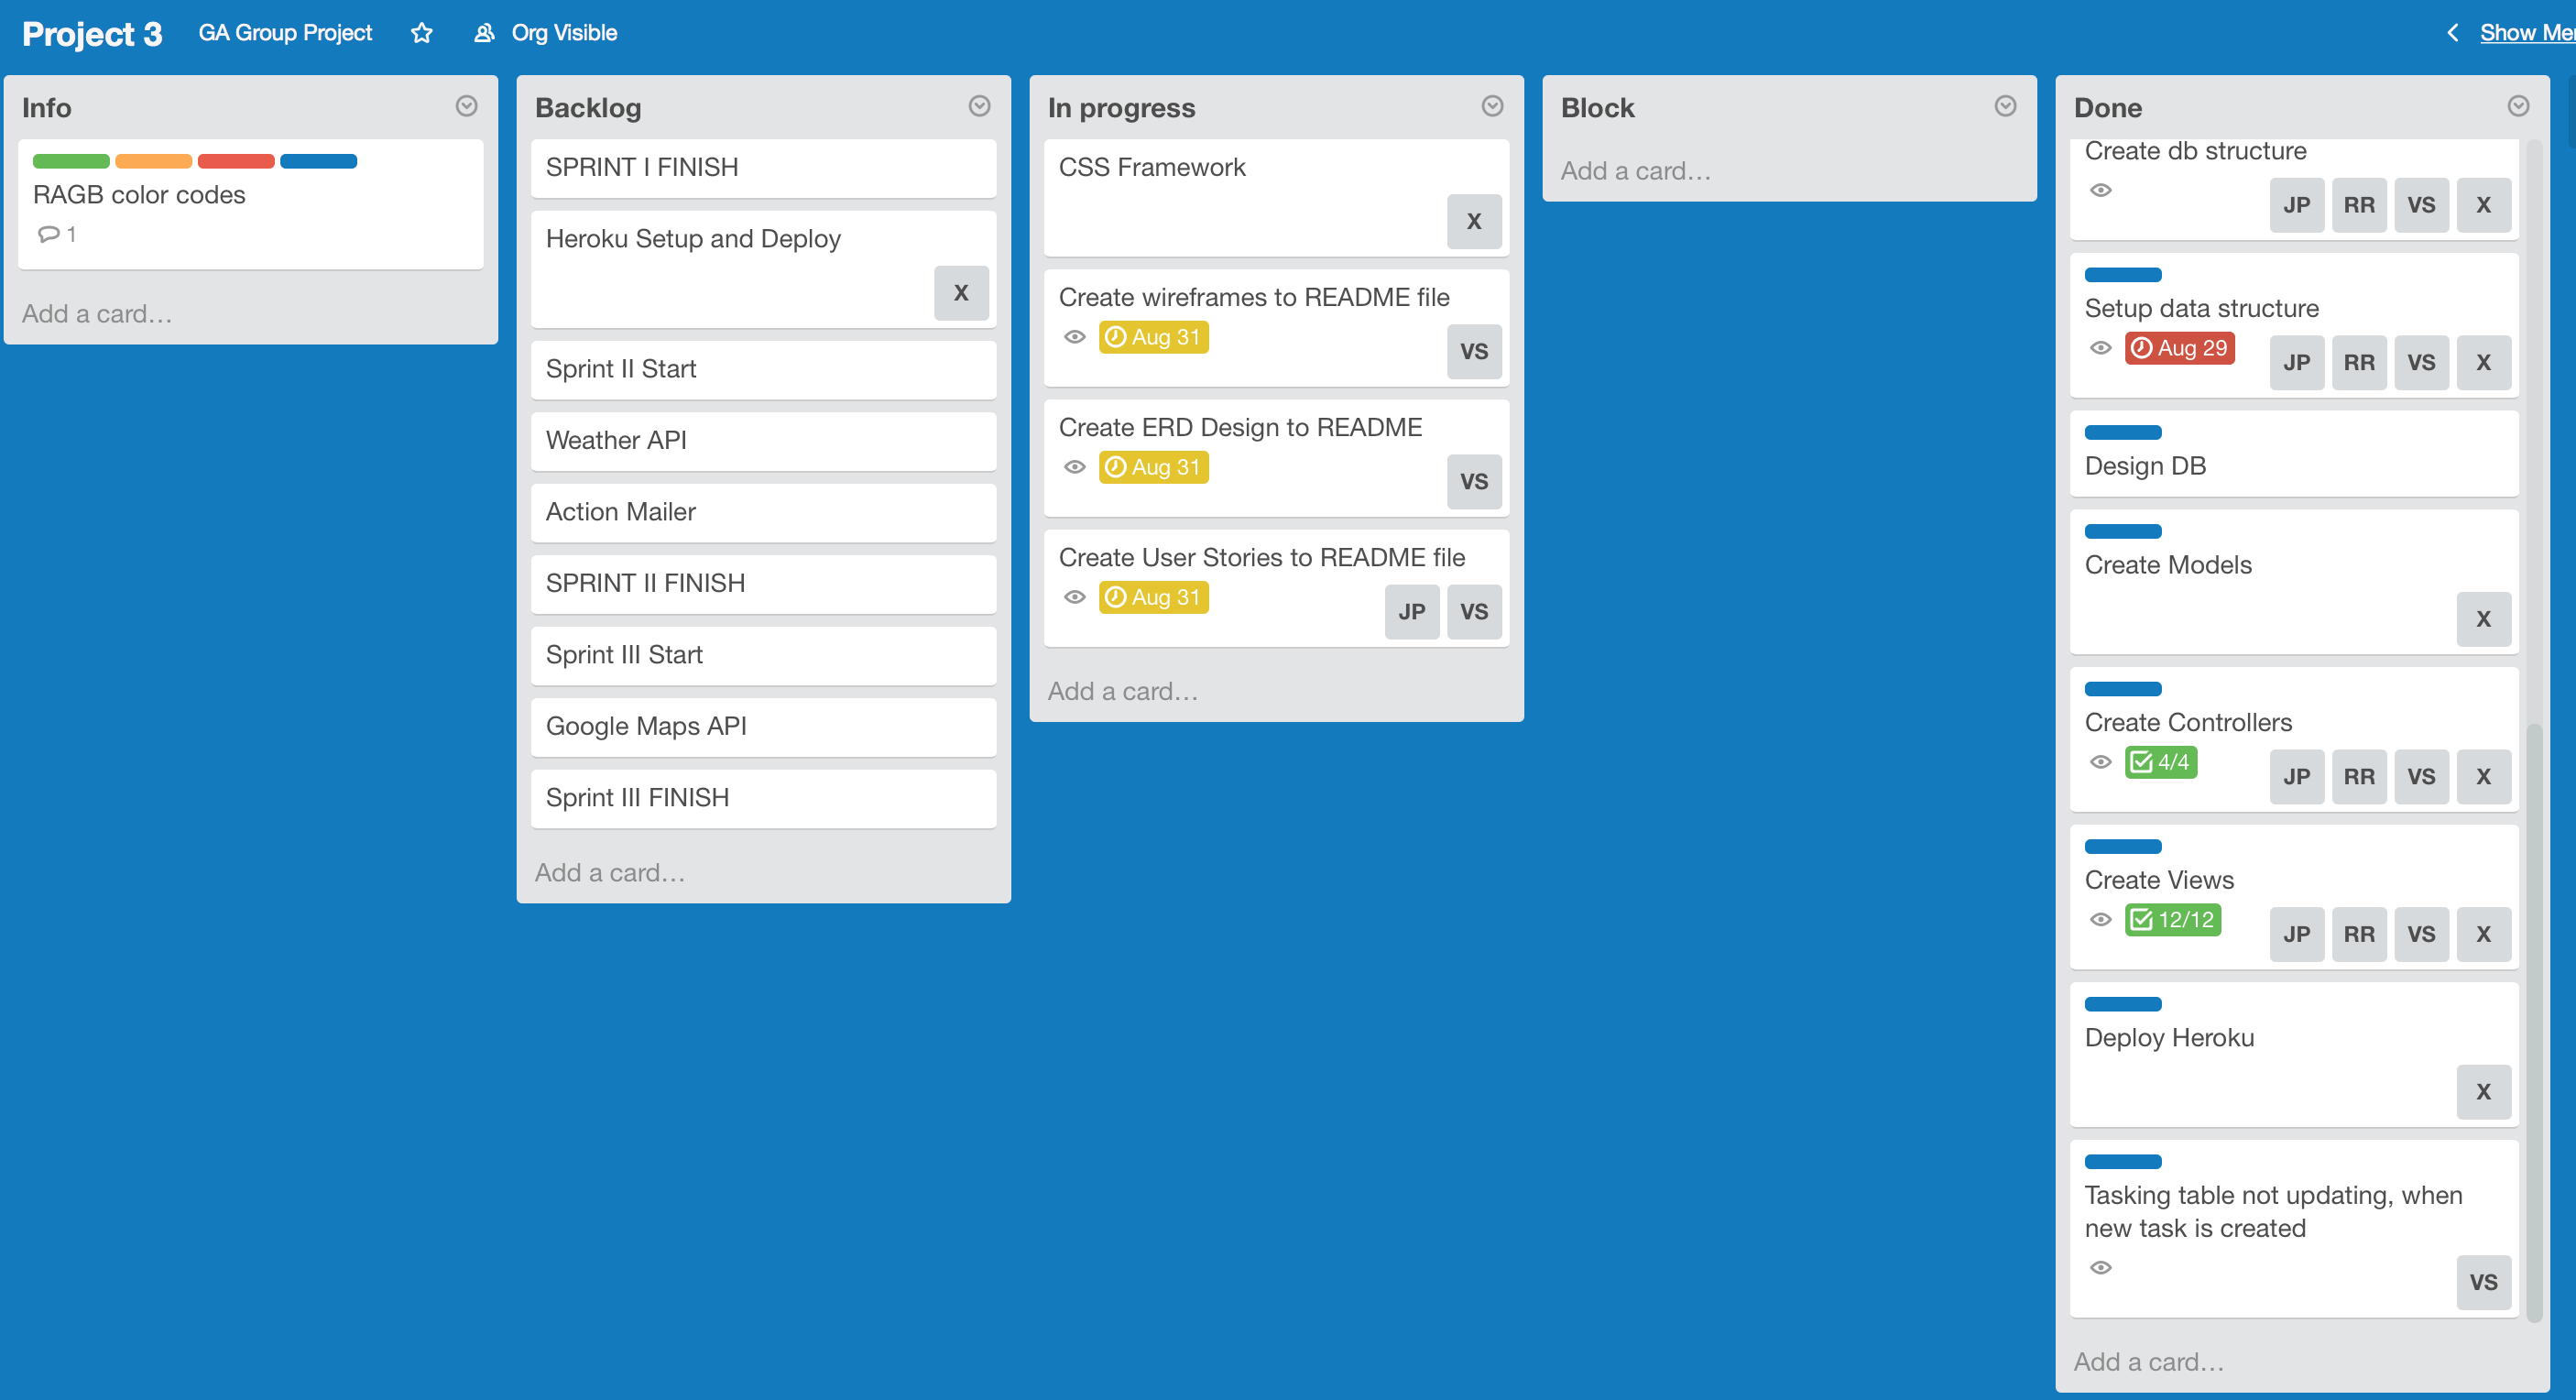 Project 3 GA Group Project Org Visible Show Me
Info
RAGB color codes
1
Add a card…
Backlog
SPRINT I FINISH
Heroku Setup and Deploy
X
Sprint II Start
Weather API
Action Mailer
SPRINT II FINISH
Sprint III Start
Google Maps API
Sprint III FINISH
Add a card…
In progress
CSS Framework
X
Create wireframes to README file
Aug 31
VS
Create ERD Design to README
Aug 31
VS
Create User Stories to README file
Aug 31
JP VS
Add a card…
Block
Add a card…
Done
Create db structure
JP RR VS X
Setup data structure
Aug 29
JP RR VS X
Design DB
Create Models
X
Create Controllers
4/4
JP RR VS X
Create Views
12/12
JP RR VS X
Deploy Heroku
X
Tasking table not updating, when
new task is created
VS
Add a card…